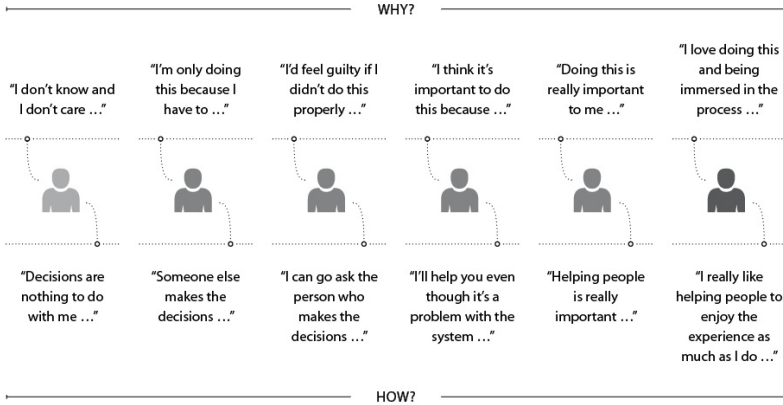 WHY?
“I don’t know and
I don’t care …”
“I’m only doing
this because I
have to …”
“I’d feel guilty if I
didn’t do this
properly …”
“I think it’s
important to do
this because …”
“Doing this is
really important
to me …”
“I love doing this
and being
immersed in the
process …”
“Decisions are
nothing to do
with me …”
“Someone else
makes the
decisions …”
“I can go ask the
person who
makes the
decisions …”
“I’ll help you even
though it’s a
problem with the
system …”
“Helping people
is really
important …”
“I really like
helping people to
enjoy the
experience as
much as I do …”
HOW?